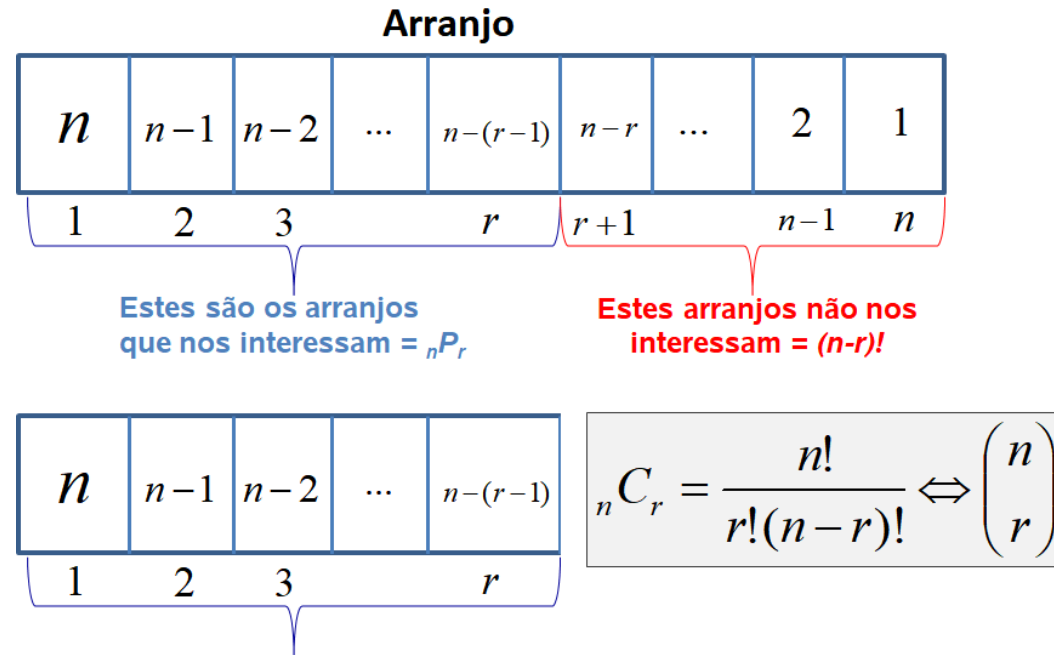 Arranjo
n n−1 n−2 ... n−(r−1) n−r ... 2 1
1 2 3 r r+1 n−1 n
Estes são os arranjos
que nos interessam = nPr
Estes arranjos não nos
interessam = (n-r)!
n n−1 n−2 ... n−(r−1)
1 2 3 r
nCr = n! / r!(n−r)! ⇔ (n r)